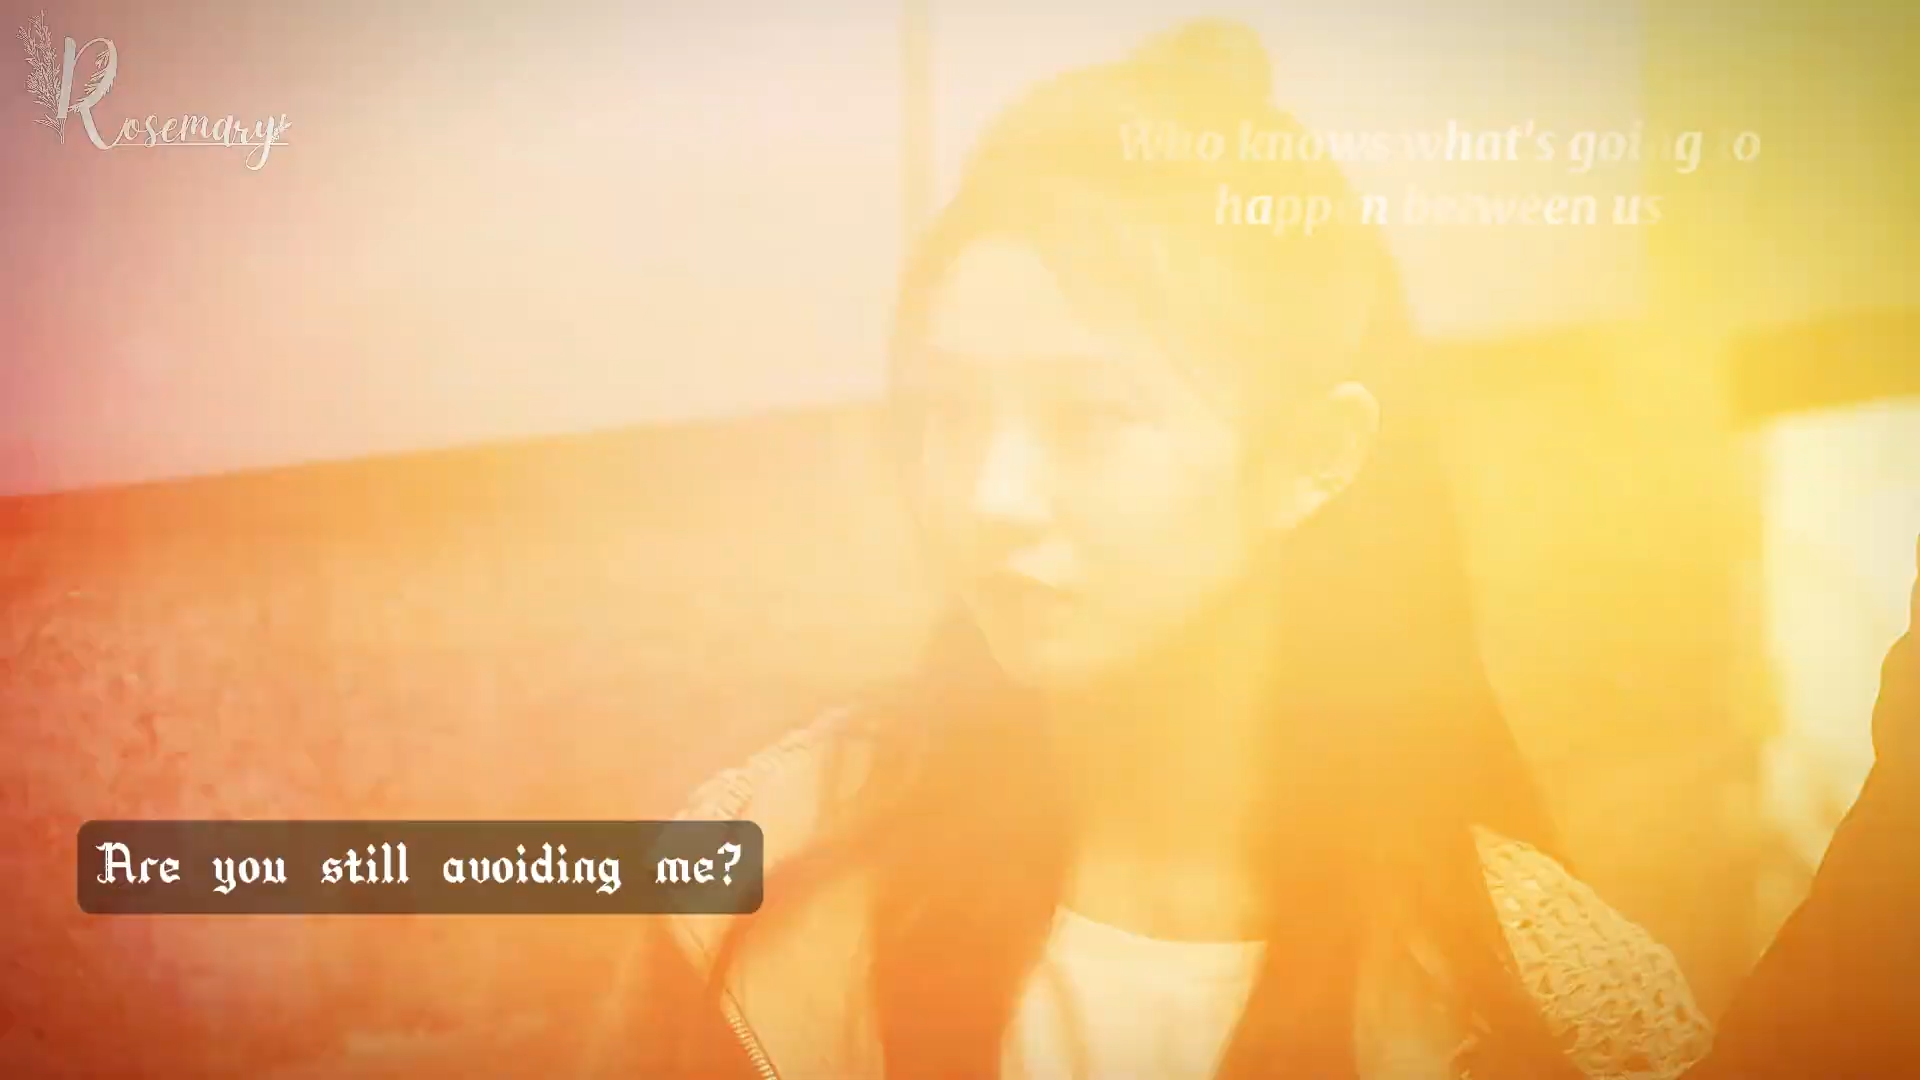 Rosemary
Who knows what's going to
happen between us
Are you still avoiding me?